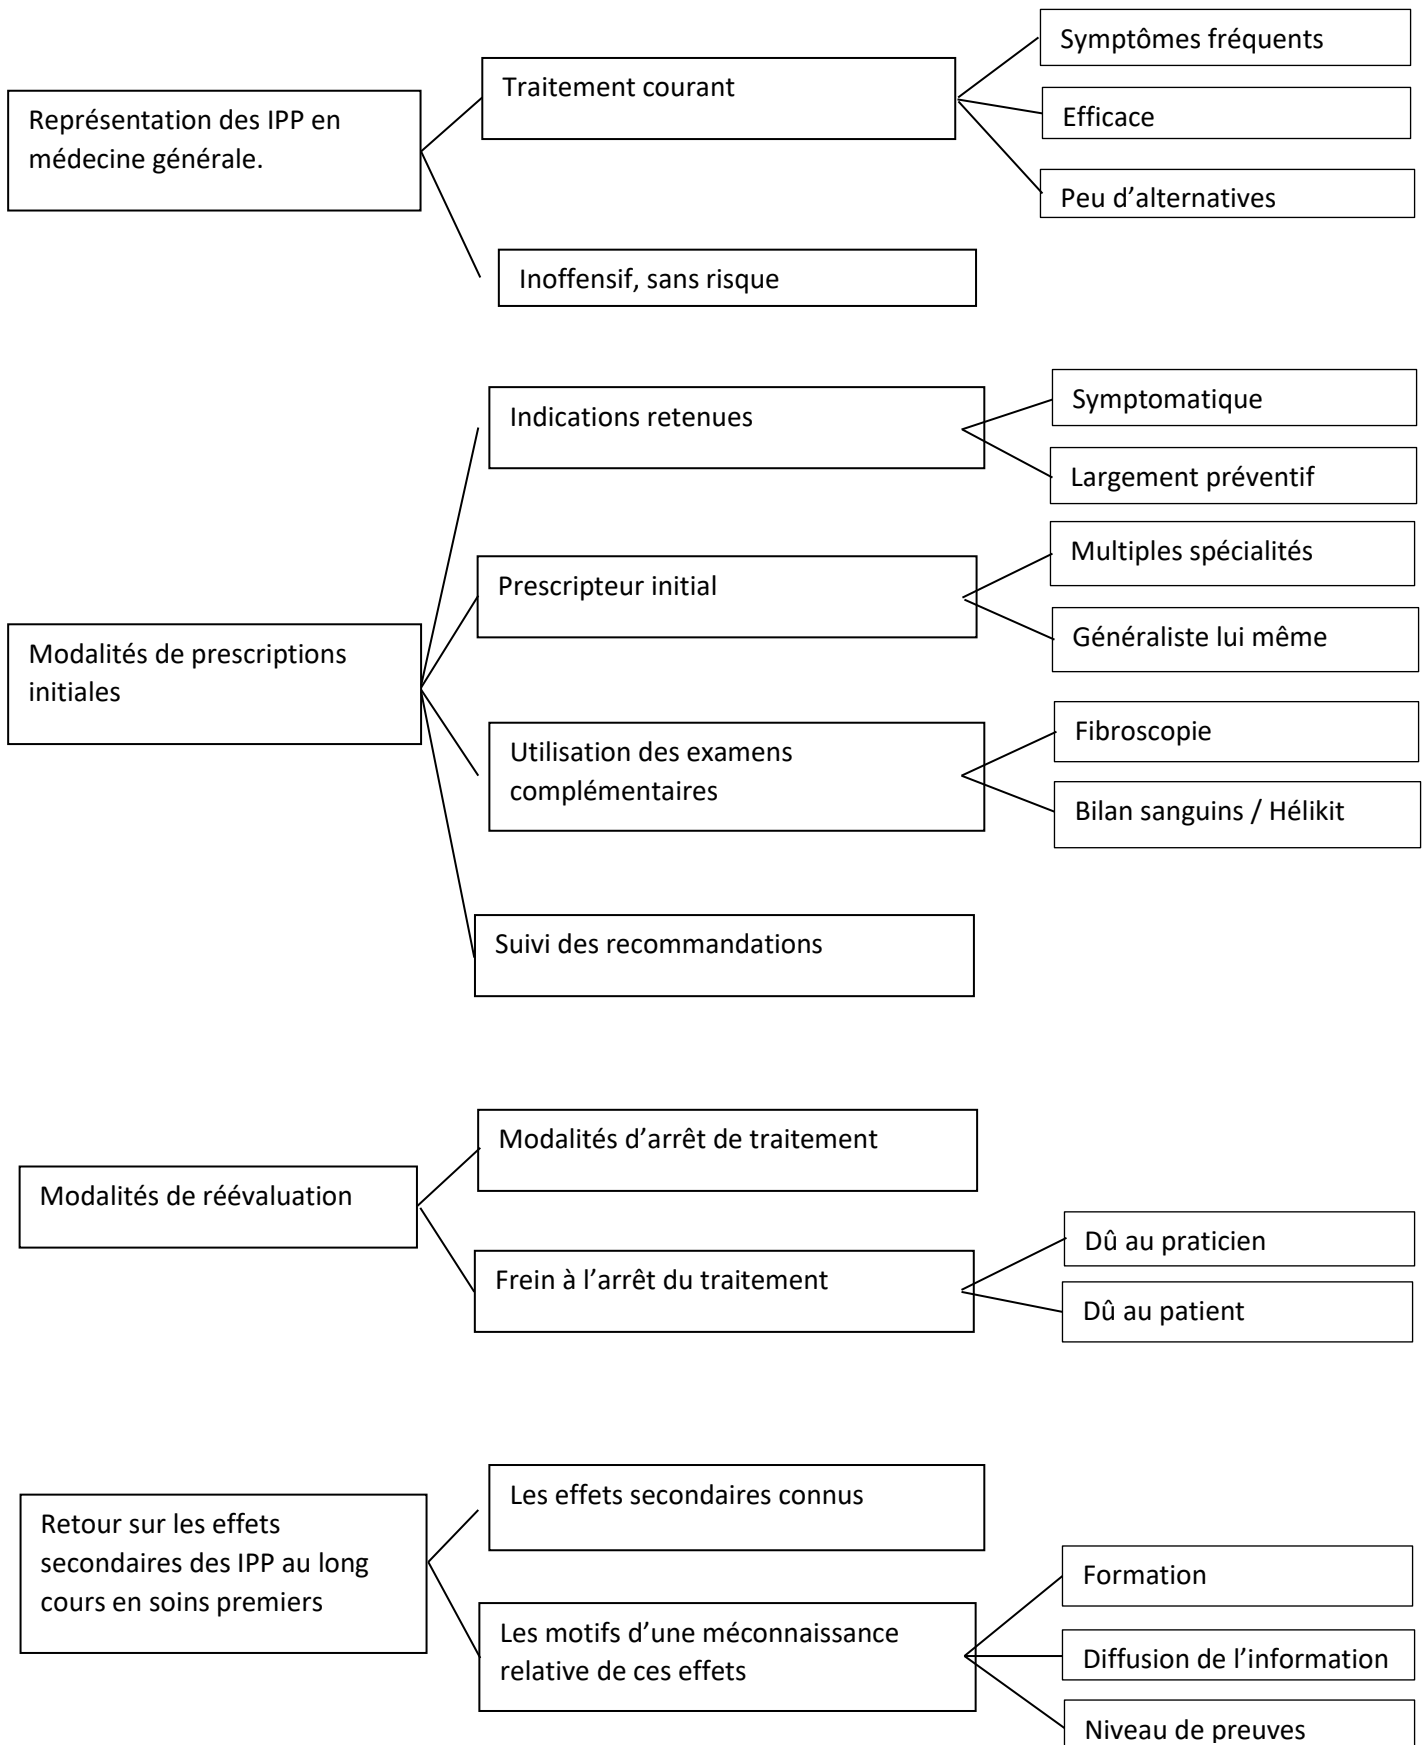 Représentation des IPP en
médecine générale.
Traitement courant
Symptômes fréquents
Efficace
Peu d’alternatives
Inoffensif, sans risque
Modalités de prescriptions
initiales
Indications retenues
Symptomatique
Largement préventif
Prescripteur initial
Multiples spécialités
Généraliste lui même
Utilisation des examens
complémentaires
Fibroscopie
Bilan sanguins / Hélikit
Suivi des recommandations
Modalités de réévaluation
Modalités d’arrêt de traitement
Frein à l’arrêt du traitement
Dû au praticien
Dû au patient
Retour sur les effets
secondaires des IPP au long
cours en soins premiers
Les effets secondaires connus
Les motifs d’une méconnaissance
relative de ces effets
Formation
Diffusion de l’information
Niveau de preuves